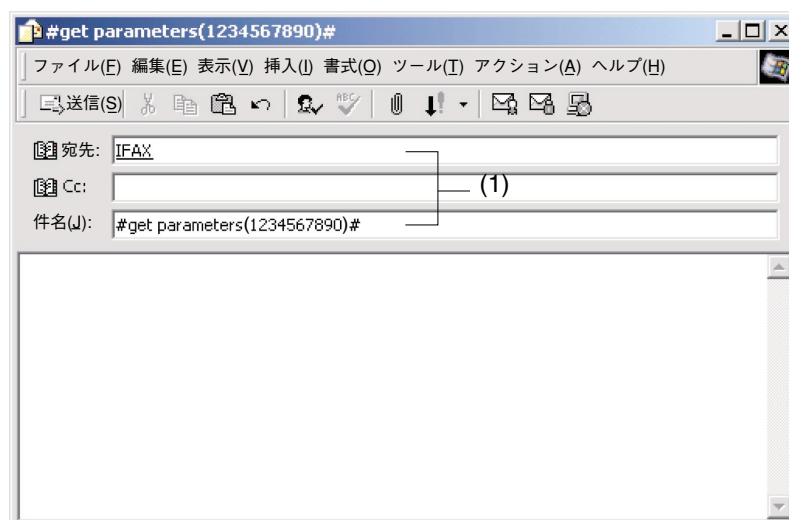 #get parameters(1234567890)#
ファイル(F) 編集(E) 表示(V) 挿入(I) 書式(O) ツール(T) アクション(A) ヘルプ(H)
送信(S) ABC
宛先: IFAX
(1)
Cc:
件名(J): #get parameters(1234567890)#